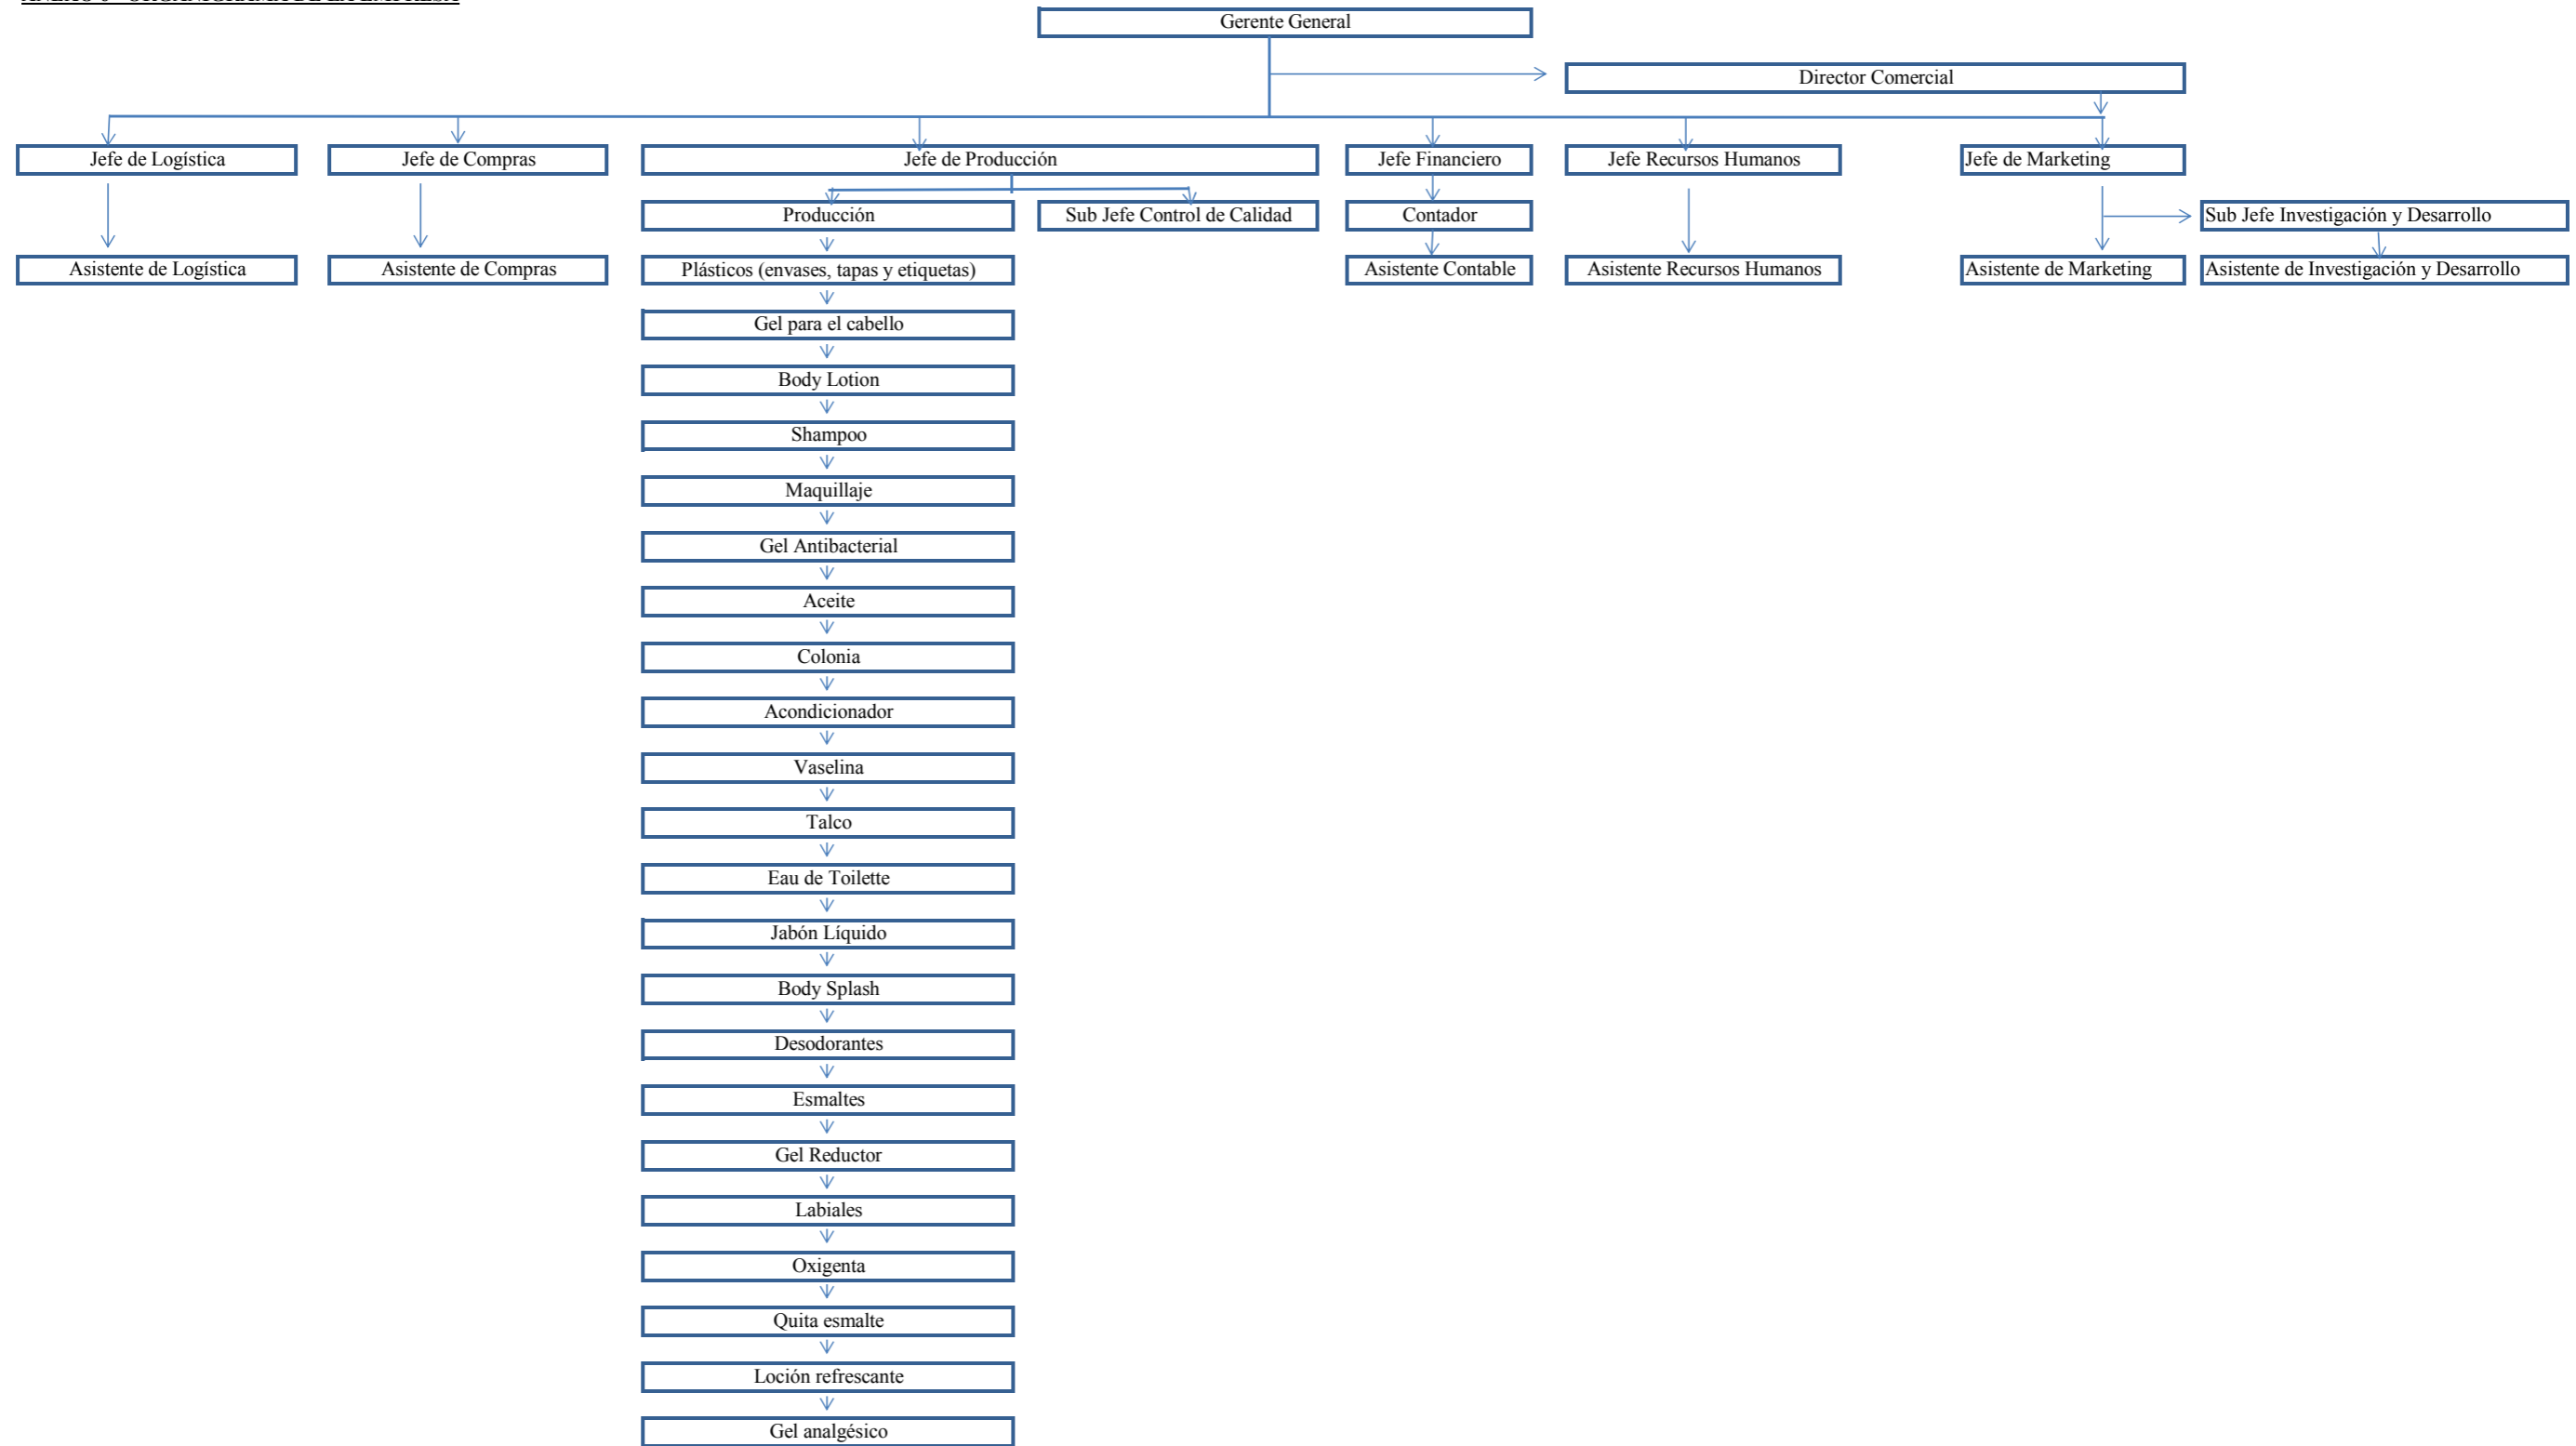 Gerente General
Director Comercial
Jefe de Logística
Jefe de Compras
Jefe de Producción
Jefe Financiero
Jefe Recursos Humanos
Jefe de Marketing
Producción
Sub Jefe Control de Calidad
Contador
Sub Jefe Investigación y Desarrollo
Asistente de Logística
Asistente de Compras
Plásticos (envases, tapas y etiquetas)
Asistente Contable
Asistente Recursos Humanos
Asistente de Marketing
Asistente de Investigación y Desarrollo
Gel para el cabello
Body Lotion
Shampoo
Maquillaje
Gel Antibacterial
Aceite
Colonia
Acondicionador
Vaselina
Talco
Eau de Toilette
Jabón Líquido
Body Splash
Desodorantes
Esmaltes
Gel Reductor
Labiales
Oxigenta
Quita esmalte
Loción refrescante
Gel analgésico